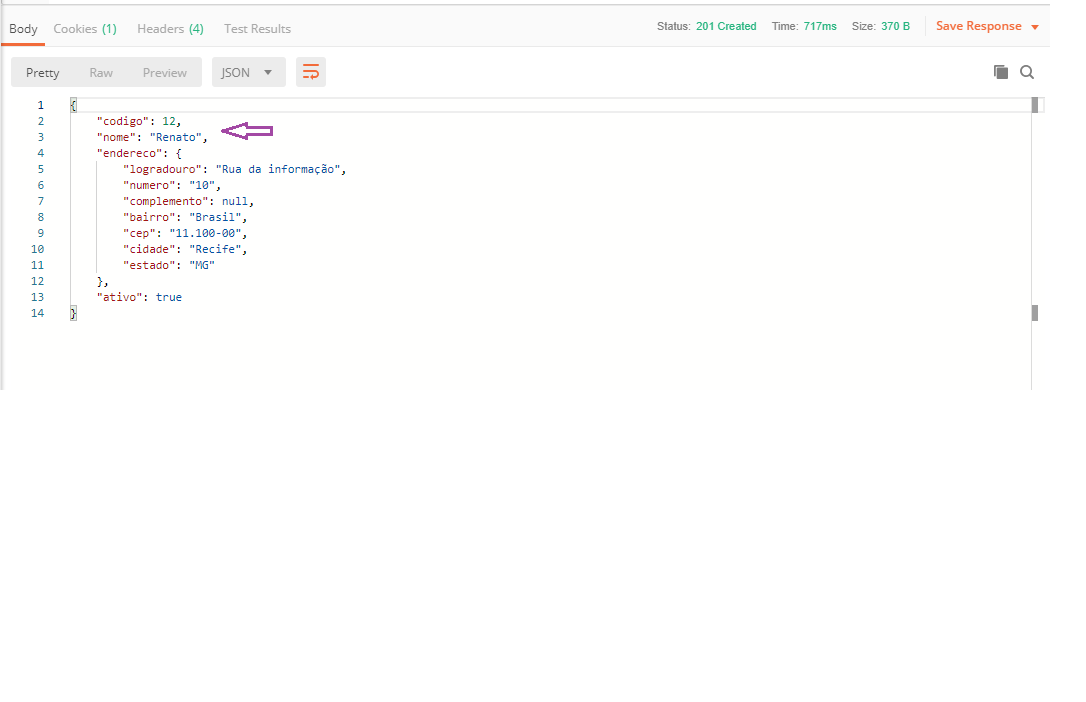 Body Cookies (1) Headers (4) Test Results Status: 201 Created Time: 717ms Size: 370 B Save Response
Pretty Raw Preview JSON
1 {
2 "codigo": 12,
3 "nome": "Renato",
4 "endereco": {
5 "logradouro": "Rua da informação",
6 "numero": "10",
7 "complemento": null,
8 "bairro": "Brasil",
9 "cep": "11.100-00",
10 "cidade": "Recife",
11 "estado": "MG"
12 },
13 "ativo": true
14 }